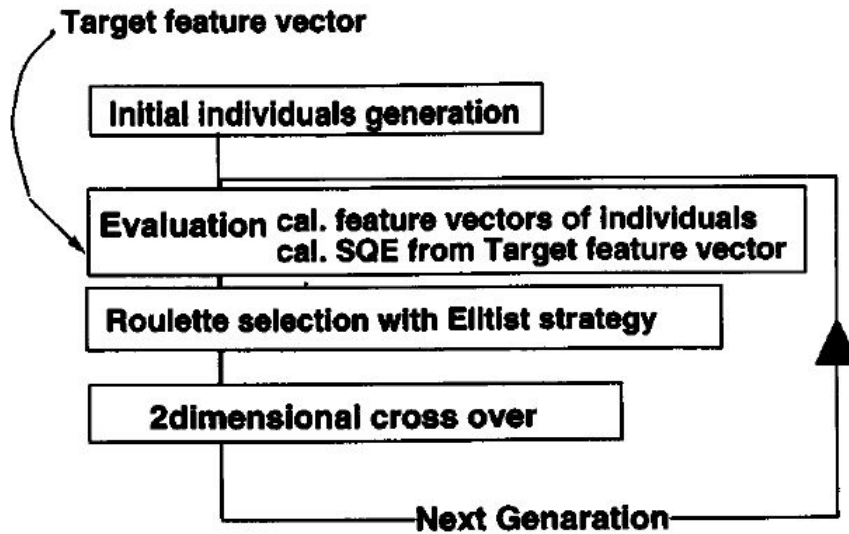 Target feature vector
Initial individuals generation
Evaluation cal. feature vectors of individuals
cal. SQE from Target feature vector
Roulette selection with Elitist strategy
2dimensional cross over
Next Genaration